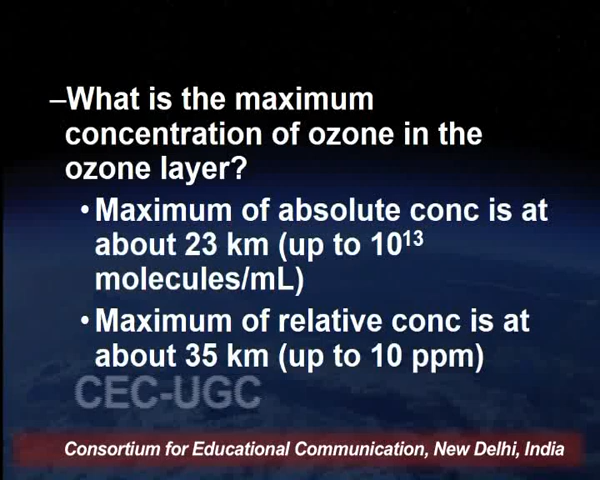 –What is the maximum
concentration of ozone in the
ozone layer?
•Maximum of absolute conc is at
about 23 km (up to 10¹³
molecules/mL)
•Maximum of relative conc is at
about 35 km (up to 10 ppm)
CEC-UGC
Consortium for Educational Communication, New Delhi, India